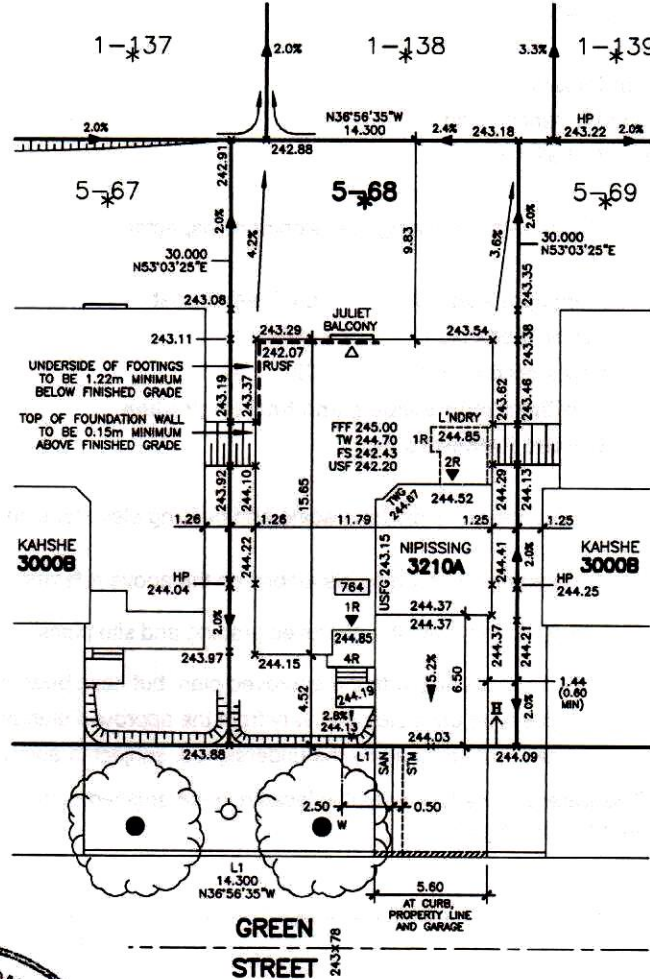 1-137
2.0%
1-138
3.3%
1-139
2.0%
N36°56'35"W
14.300
2.4%
243.18
HP
243.22
2.0%
242.91
242.88
5-67
5-68
5-69
2.0%
4.2%
9.83
3.6%
2.0%
30.000
N53°03'25"E
30.000
N53°03'25"E
243.08
243.35
243.11
243.29
JULIET
BALCONY
243.54
243.38
242.07
RUSF
UNDERSIDE OF FOOTINGS
TO BE 1.22m MINIMUM
BELOW FINISHED GRADE
243.19
243.37
243.62
243.46
TOP OF FOUNDATION WALL
TO BE 0.15m MINIMUM
ABOVE FINISHED GRADE
FFF 245.00
TW 244.70
FS 242.43
USF 242.20
L'NDRY
1R
244.85
2R
243.92
244.10
15.65
TWG
244.87
244.52
244.29
244.13
1.26
1.26
11.79
1.25
1.25
KAHSHE
3000B
244.22
USFG 243.15
NIPISSING
3210A
244.41
2.0%
KAHSHE
3000B
HP
244.04
764
HP
244.25
1R
244.37
244.37
2.0%
244.85
244.37
244.21
243.97
244.15
4R
5.2%
6.50
1.44
(0.60
MIN)
4.52
244.19
2.8%
244.13
2.0%
H
243.88
L1
SAN
STM
244.03
244.09
2.50
0.50
W
L1
14.300
N36°56'35"W
5.60
AT CURB,
PROPERTY LINE
AND GARAGE
GREEN
STREET
243.78